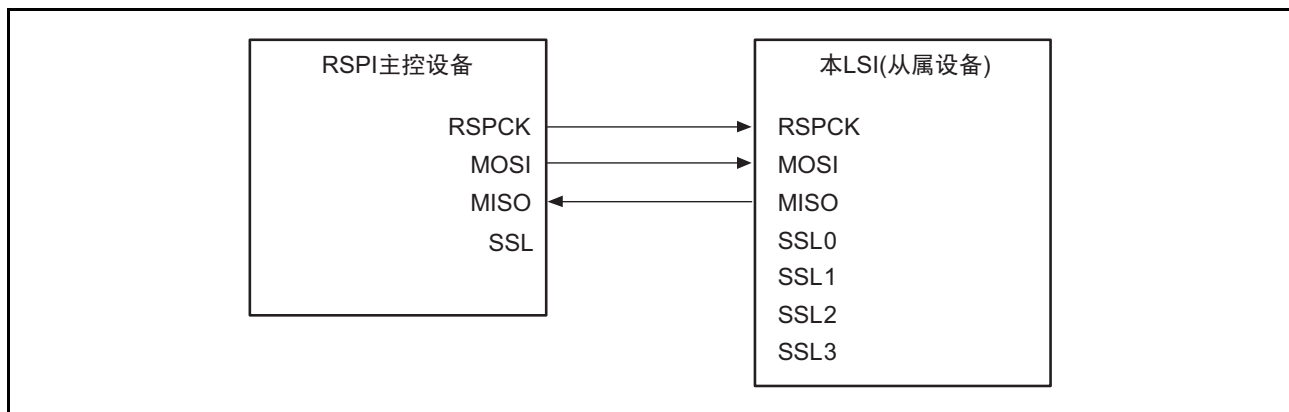 RSPI主控设备
RSPCK
MOSI
MISO
SSL
本LSI(从属设备)
RSPCK
MOSI
MISO
SSL0
SSL1
SSL2
SSL3